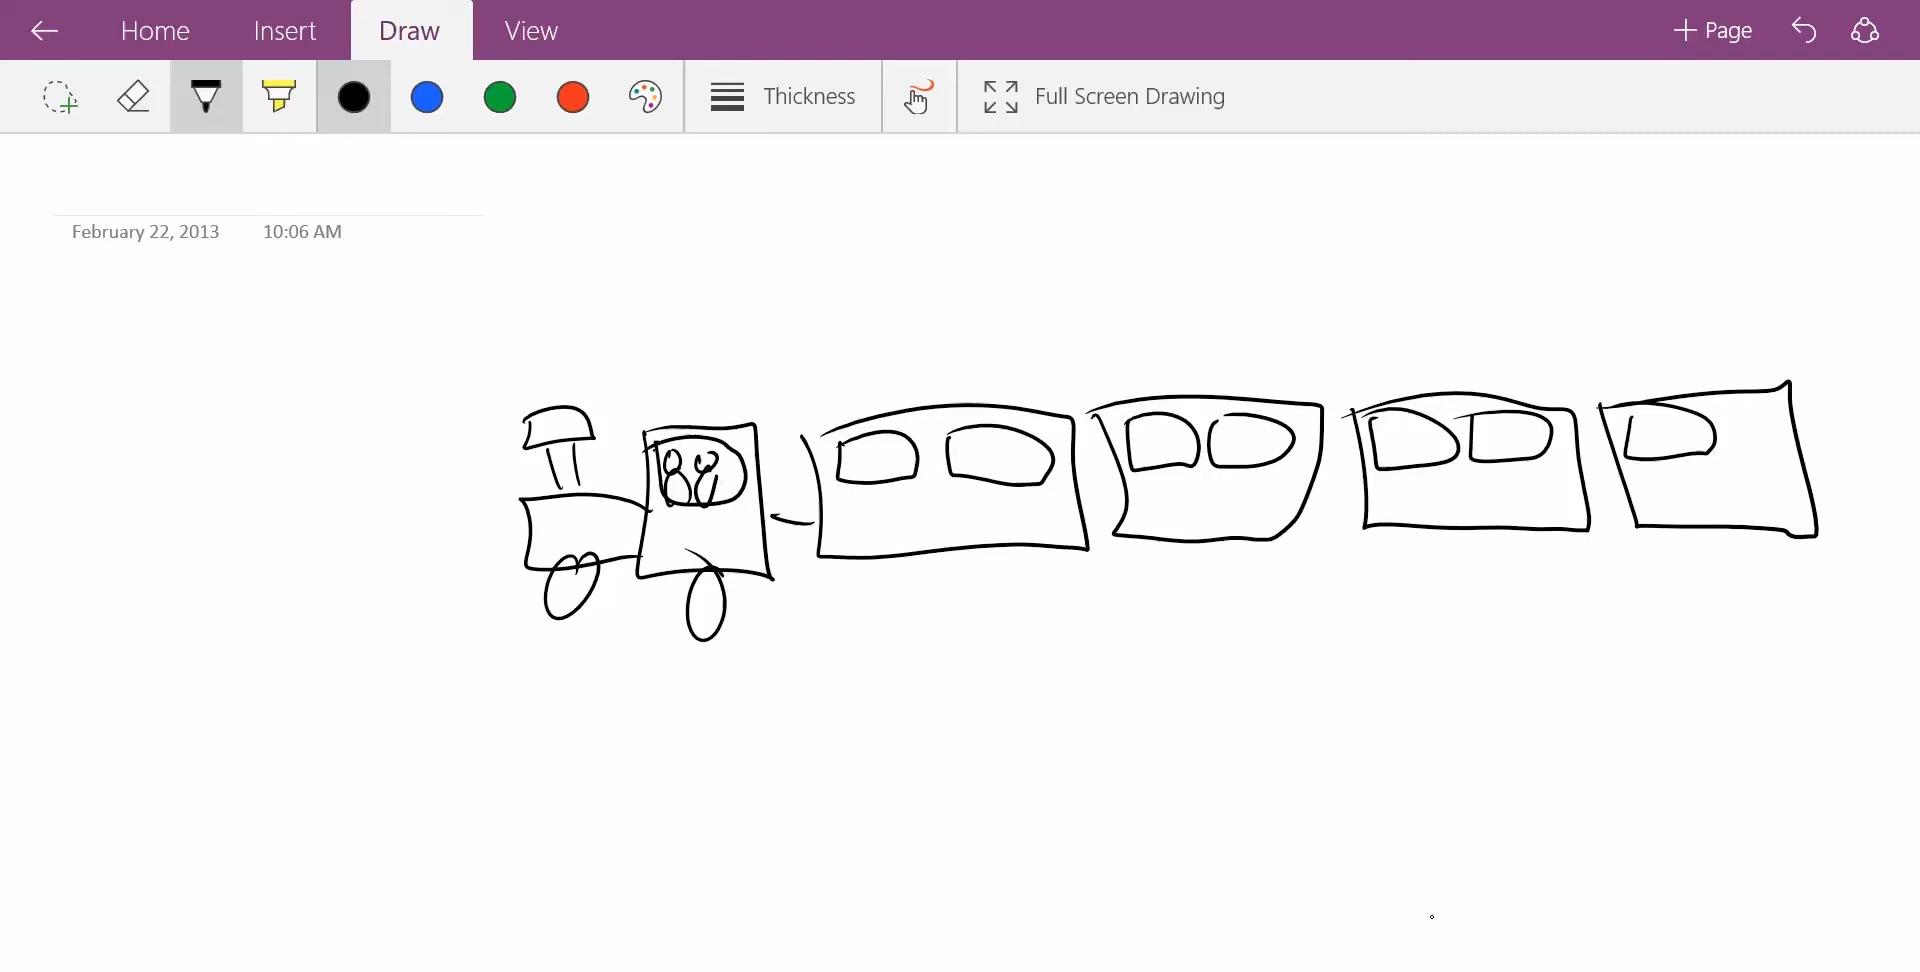 Home Insert Draw View + Page
Thickness Full Screen Drawing
February 22, 2013 10:06 AM